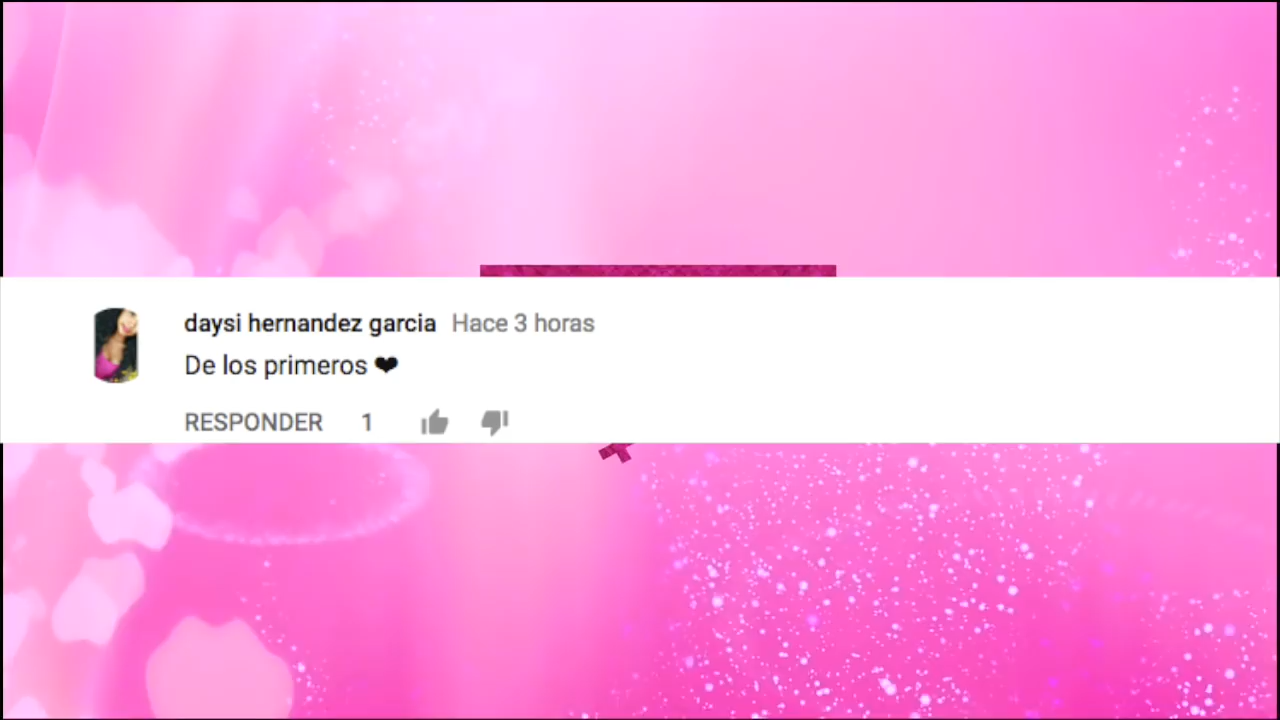 daysi hernandez garcia Hace 3 horas
De los primeros ❤
RESPONDER 1